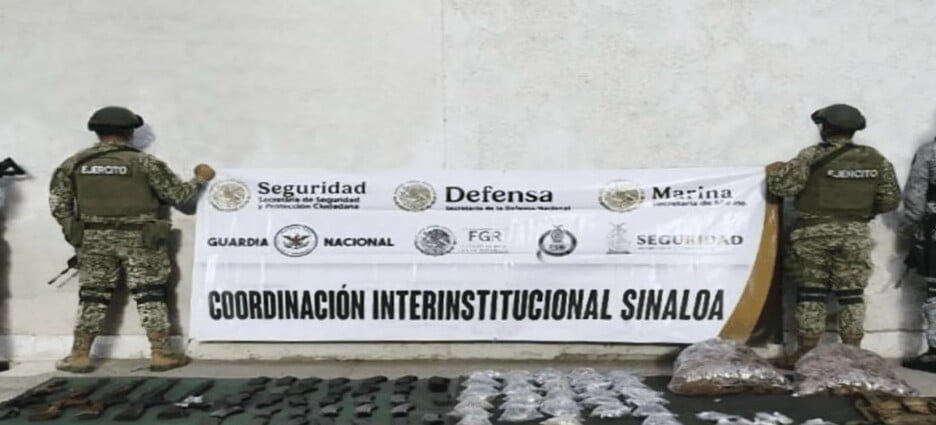 EJERCITO
EJERCITO
Seguridad
Secretaría de Seguridad
y Protección Ciudadana
Defensa
Secretaría de la Defensa Nacional
Marina
Secretaría de Marina
GUARDIA NACIONAL
FGR
SEGURIDAD
COORDINACIÓN INTERINSTITUCIONAL SINALOA